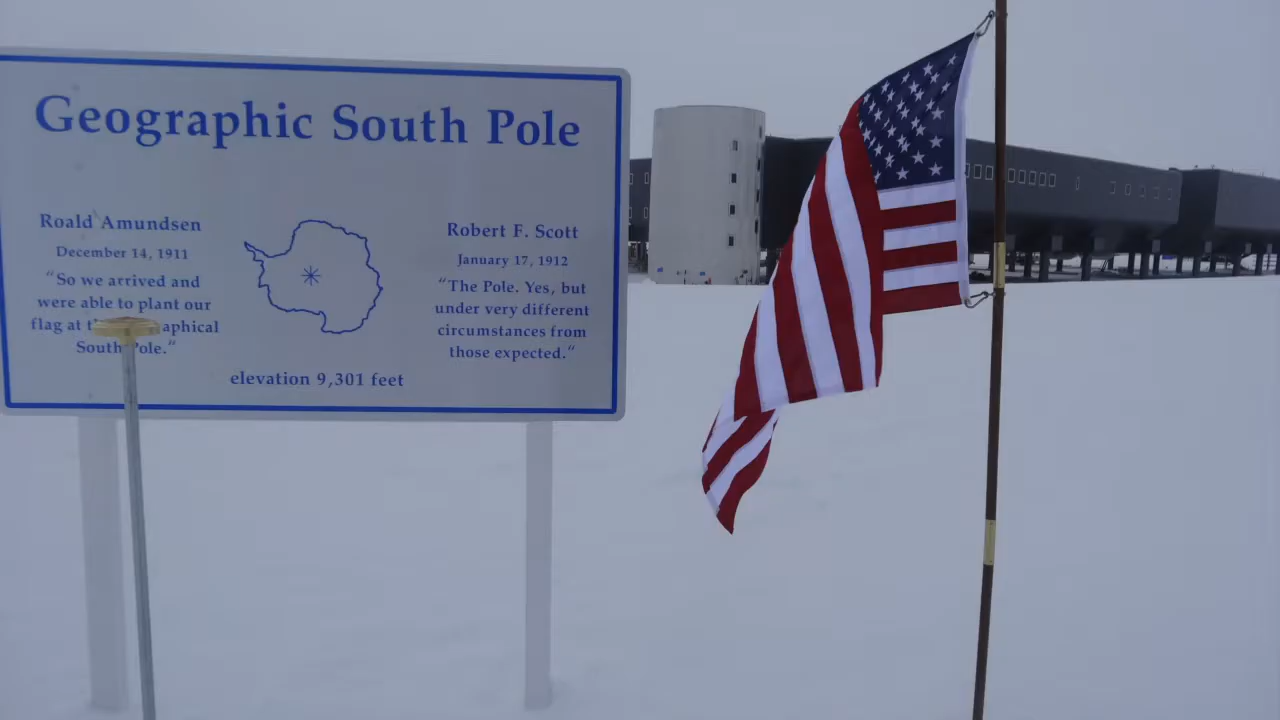 Geographic South Pole
Roald Amundsen
December 14, 1911
“So we arrived and
were able to plant our
flag at t aphical
South Pole.“
Robert F. Scott
January 17, 1912
“The Pole. Yes, but
under very different
circumstances from
those expected.“
elevation 9,301 feet